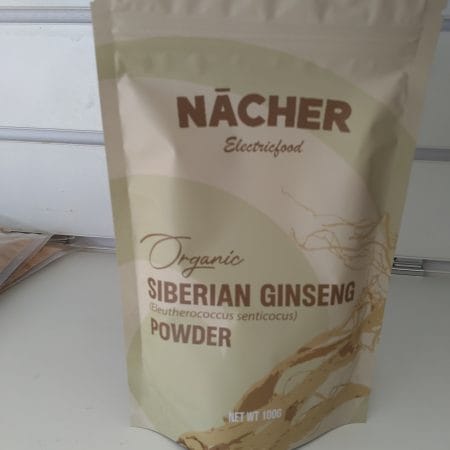 NĀCHER
Electricfood
Organic
SIBERIAN GINSENG
(Eleutherococcus senticocus)
POWDER
NET WT 100G